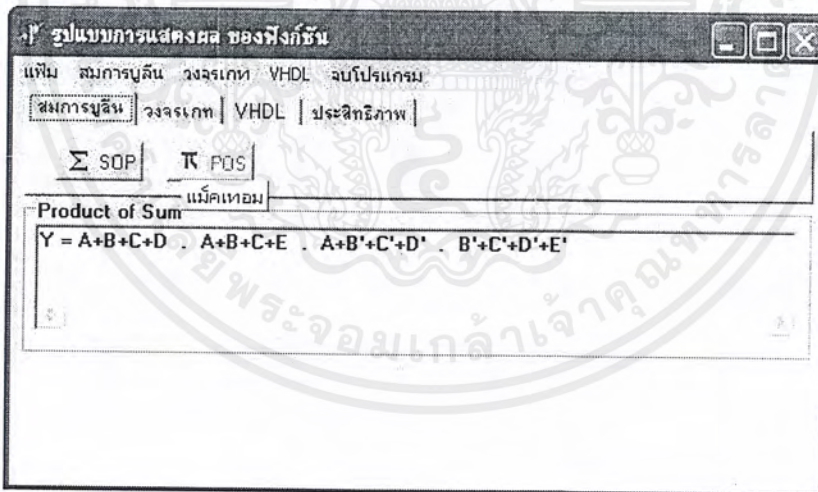 รูปแบบการแสดงผล ของฟังก์ชัน
แฟ้ม สมการบูลีน วงจรเกท VHDL จบโปรแกรม
สมการบูลีน วงจรเกท VHDL ประสิทธิภาพ
Σ SOP π POS
แม็คเทอม
Product of Sum
Y = A+B+C+D . A+B+C+E . A+B'+C'+D' . B'+C'+D'+E'